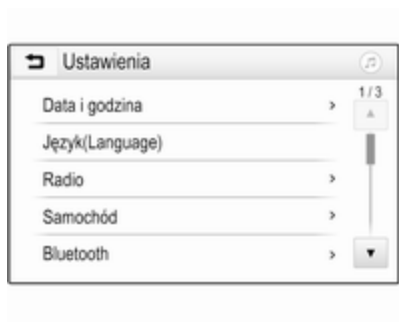 Ustawienia
1/3
Data i godzina
Język(Language)
Radio
Samochód
Bluetooth